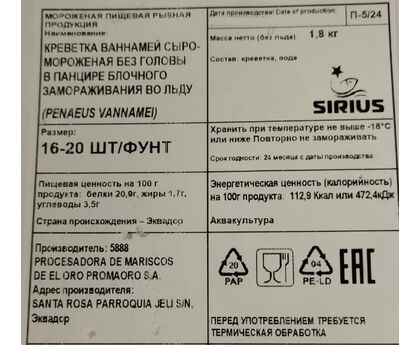 МОРОЖЕНАЯ ПИЩЕВАЯ РЫБНАЯ
ПРОДУКЦИЯ
Наименование:
КРЕВЕТКА ВАННАМЕЙ СЫРО-
МОРОЖЕНАЯ БЕЗ ГОЛОВЫ
В ПАНЦИРЕ БЛОЧНОГО
ЗАМОРАЖИВАНИЯ ВО ЛЬДУ
(PENAEUS VANNAMEI)
Дата производства/ Date of production:
П-5/24
Масса нетто (без льда) 1,8 кг
Состав: креветка, вода
SIRIUS
Размер:
16-20 ШТ/ФУНТ
Хранить при температуре не выше -18°С
или ниже Повторно не замораживать
Срок годности: 24 месяца с даты производства
Пищевая ценность на 100 г
продукта: белки 20,9г, жиры 1,7г,
углеводы 3,5г
Страна происхождения – Эквадор
Энергетическая ценность (калорийность)
на 100г продукта: 112,9 Ккал или 472,4кДж
Аквакультура
Производитель: 5888
PROCESADORA DE MARISCOS
DE EL ORO PROMAORO S.A.
Адрес производителя:
SANTA ROSA PARROQUIA JELI S/N,
Эквадор
20
PAP
04
PE-LD
EAC
ПЕРЕД УПОТРЕБЛЕНИЕМ ТРЕБУЕТСЯ
ТЕРМИЧЕСКАЯ ОБРАБОТКА